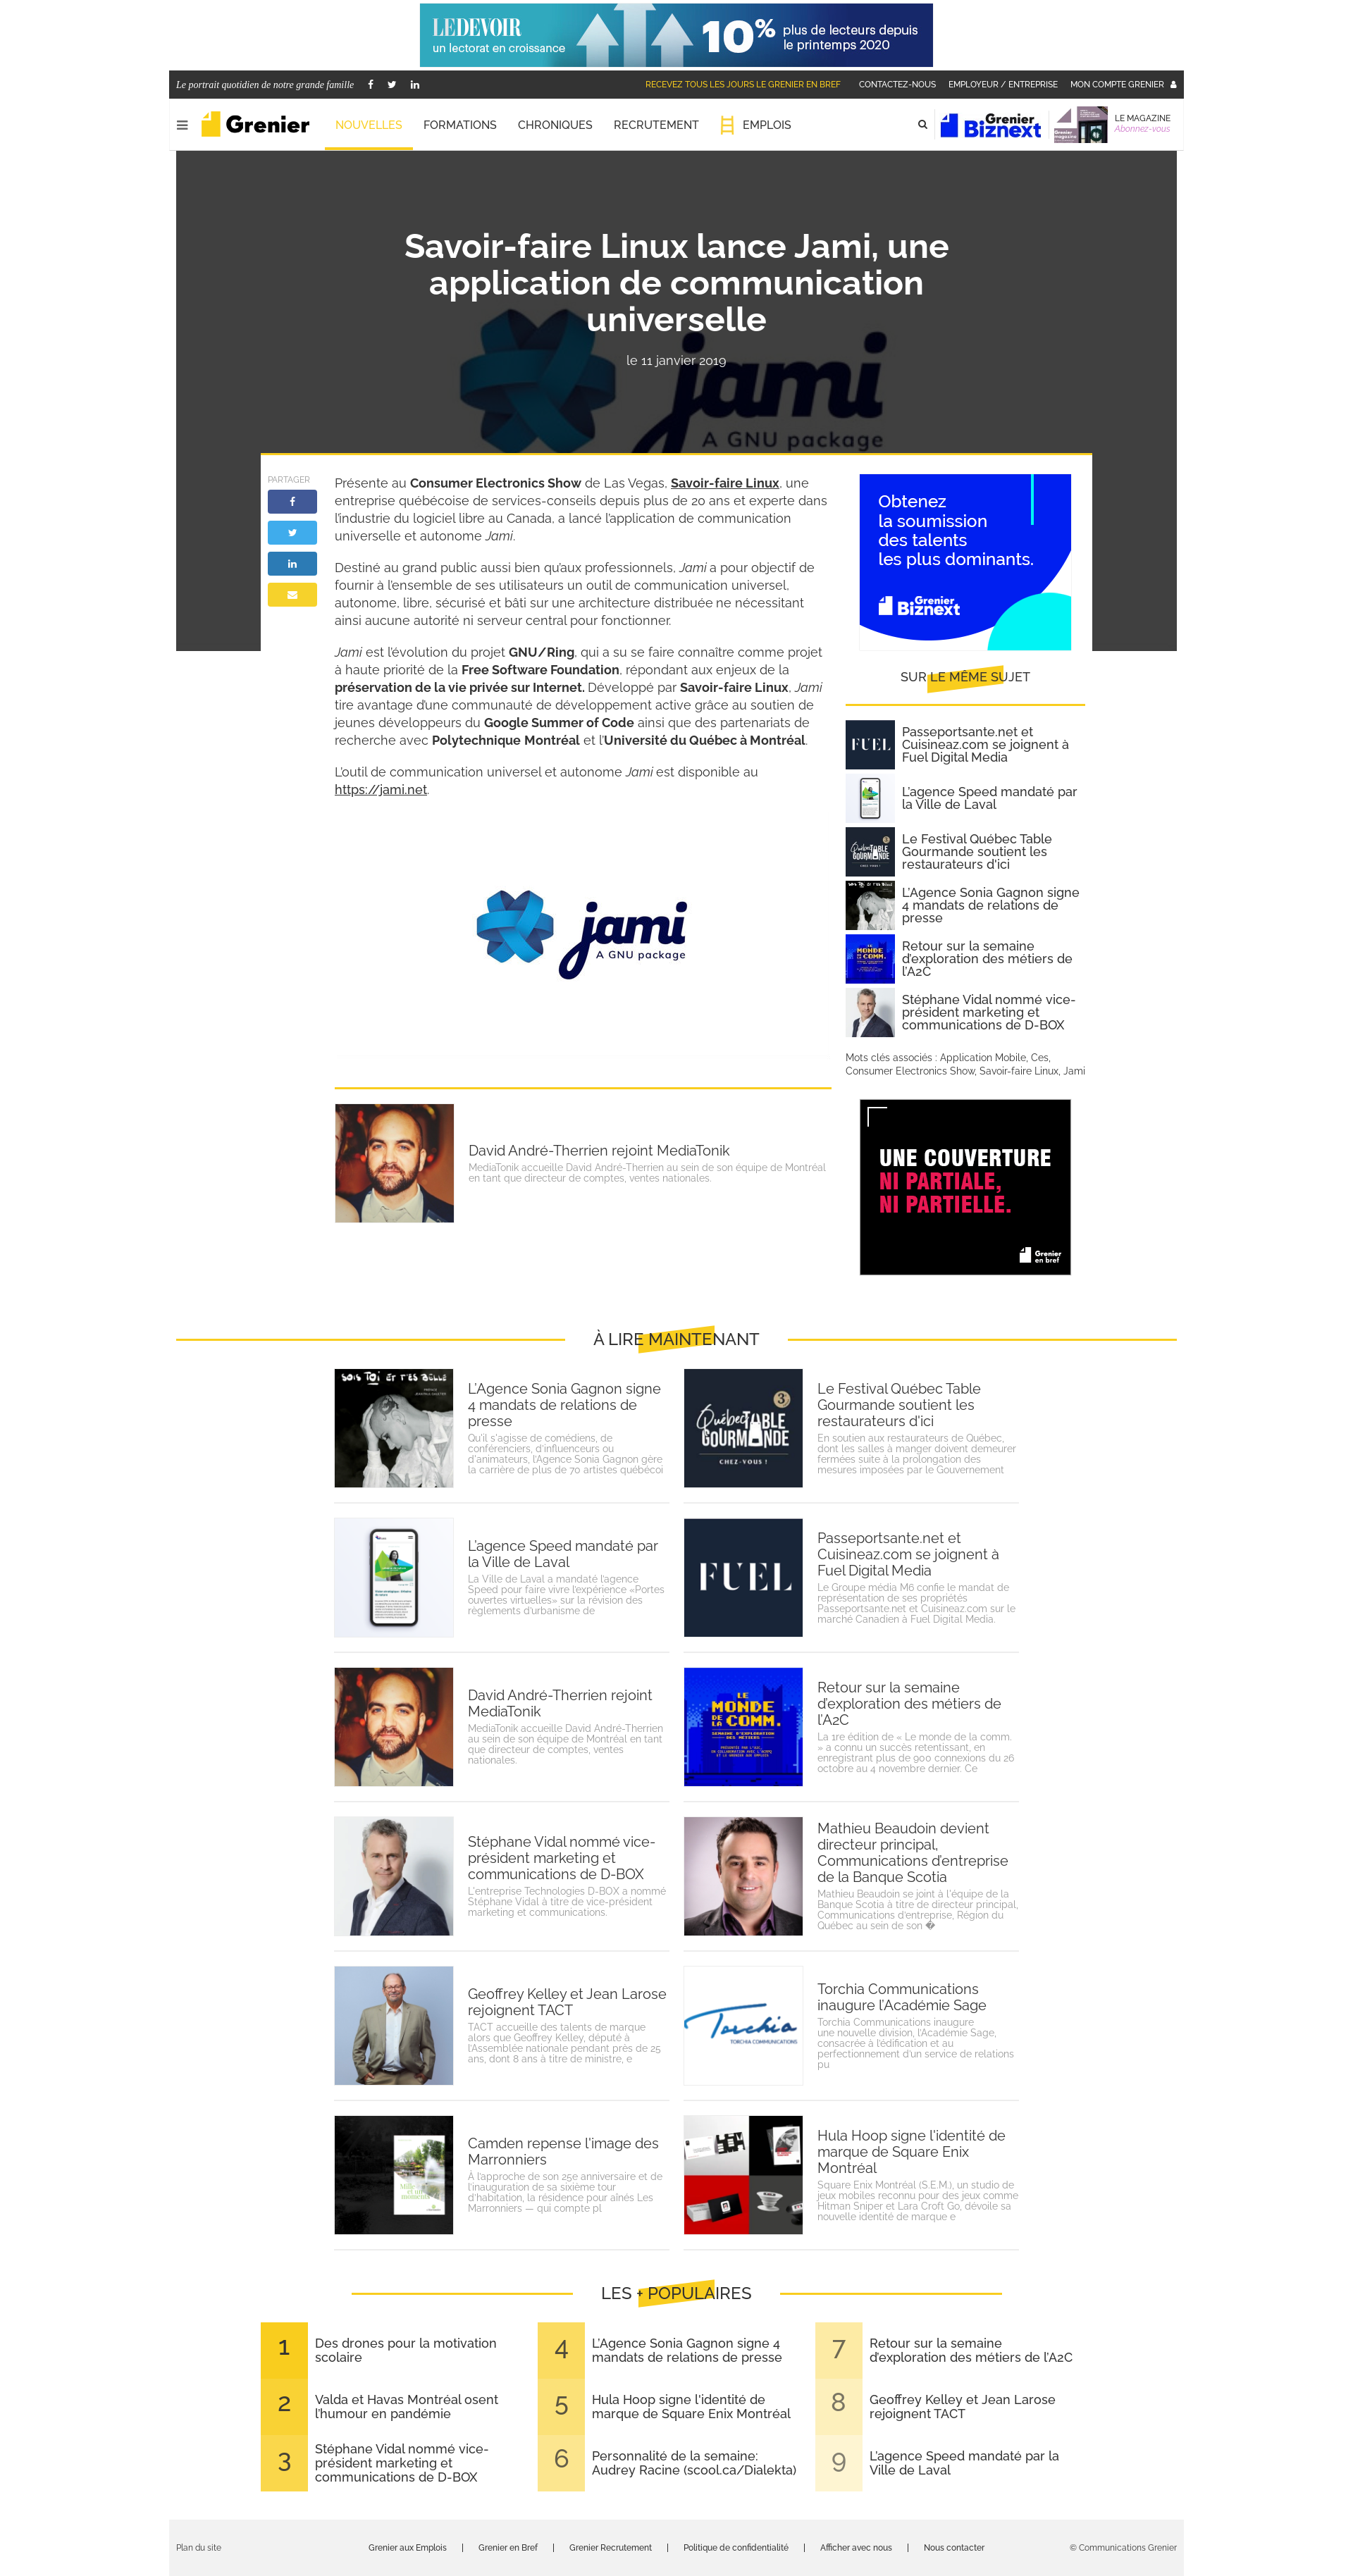 LE DEVOIR
un lectorat en croissance
10% plus de lecteurs depuis
le printemps 2020
Le portrait quotidien de notre grande famille
RECEVEZ TOUS LES JOURS LE GRENIER EN BREF
CONTACTEZ-NOUS
EMPLOYEUR / ENTREPRISE
MON COMPTE GRENIER
Grenier
NOUVELLES
FORMATIONS
CHRONIQUES
RECRUTEMENT
EMPLOIS
Grenier
Biznext
LE MAGAZINE
Abonnez-vous
Savoir-faire Linux lance Jami, une
application de communication
universelle
le 11 janvier 2019
jami
A GNU package
PARTAGER
Présente au Consumer Electronics Show de Las Vegas, Savoir-faire Linux, une
entreprise québécoise de services-conseils depuis plus de 20 ans et experte dans
l'industrie du logiciel libre au Canada, a lancé l'application de communication
universelle et autonome Jami.
Destiné au grand public aussi bien qu'aux professionnels, Jami a pour objectif de
fournir à l'ensemble de ses utilisateurs un outil de communication universel,
autonome, libre, sécurisé et bâti sur une architecture distribuée ne nécessitant
ainsi aucune autorité ni serveur central pour fonctionner.
Jami est l'évolution du projet GNU/Ring, qui a su se faire connaître comme projet
à haute priorité de la Free Software Foundation, répondant aux enjeux de la
préservation de la vie privée sur Internet. Développé par Savoir-faire Linux, Jami
tire avantage d'une communauté de développement active grâce au soutien de
jeunes développeurs du Google Summer of Code ainsi que des partenariats de
recherche avec Polytechnique Montréal et l'Université du Québec à Montréal.
L'outil de communication universel et autonome Jami est disponible au
https://jami.net.
jami
A GNU package
David André-Therrien rejoint MediaTonik
MediaTonik accueille David André-Therrien au sein de son équipe de Montréal
en tant que directeur de comptes, ventes nationales.
Obtenez
la soumission
des talents
les plus dominants.
Grenier
Biznext
SUR LE MÊME SUJET
FUEL
Passeportsante.net et
Cuisineaz.com se joignent à
Fuel Digital Media
L'agence Speed mandaté par
la Ville de Laval
Le Festival Québec Table
Gourmande soutient les
restaurateurs d'ici
L'Agence Sonia Gagnon signe
4 mandats de relations de
presse
Retour sur la semaine
d'exploration des métiers de
l'A2C
Stéphane Vidal nommé vice-
président marketing et
communications de D-BOX
Mots clés associés : Application Mobile, Ces,
Consumer Electronics Show, Savoir-faire Linux, Jami
UNE COUVERTURE
NI PARTIALE,
NI PARTIELLE.
Grenier
en bref
À LIRE MAINTENANT
SOIS TOI ET T'ES BELLE
L'Agence Sonia Gagnon signe
4 mandats de relations de
presse
Qu'il s'agisse de comédiens, de
conférenciers, d'influenceurs ou
d'animateurs, l'Agence Sonia Gagnon gère
la carrière de plus de 70 artistes québécoi
Québec TABLE
GOURMANDE
CHEZ-VOUS !
Le Festival Québec Table
Gourmande soutient les
restaurateurs d'ici
En soutien aux restaurateurs de Québec,
dont les salles à manger doivent demeurer
fermées suite à la prolongation des
mesures imposées par le Gouvernement
L'agence Speed mandaté par
la Ville de Laval
La Ville de Laval a mandaté l'agence
Speed pour faire vivre l'expérience «Portes
ouvertes virtuelles» sur la révision des
règlements d'urbanisme de
FUEL
Passeportsante.net et
Cuisineaz.com se joignent à
Fuel Digital Media
Le Groupe média M6 confie le mandat de
représentation de ses propriétés
Passeportsante.net et Cuisineaz.com sur le
marché Canadien à Fuel Digital Media.
David André-Therrien rejoint
MediaTonik
MediaTonik accueille David André-Therrien
au sein de son équipe de Montréal en tant
que directeur de comptes, ventes
nationales.
LE
MONDE
DE LA COMM.
SEMAINE D'EXPLORATION
DES MÉTIERS
Retour sur la semaine
d'exploration des métiers de
l'A2C
La 1re édition de « Le monde de la comm.
» a connu un succès retentissant, en
enregistrant plus de 900 connexions du 26
octobre au 4 novembre dernier. Ce
Stéphane Vidal nommé vice-
président marketing et
communications de D-BOX
L'entreprise Technologies D-BOX a nommé
Stéphane Vidal à titre de vice-président
marketing et communications.
Mathieu Beaudoin devient
directeur principal,
Communications d'entreprise
de la Banque Scotia
Mathieu Beaudoin se joint à l'équipe de la
Banque Scotia à titre de directeur principal,
Communications d'entreprise, Région du
Québec au sein de son �
Geoffrey Kelley et Jean Larose
rejoignent TACT
TACT accueille des talents de marque
alors que Geoffrey Kelley, député à
l'Assemblée nationale pendant près de 25
ans, dont 8 ans à titre de ministre, e
Torchia
TORCHIA COMMUNICATIONS
Torchia Communications
inaugure l'Académie Sage
Torchia Communications inaugure
une nouvelle division, l'Académie Sage,
consacrée à l'édification et au
perfectionnement d'un service de relations
pu
Camden repense l'image des
Marronniers
À l'approche de son 25e anniversaire et de
l'inauguration de sa sixième tour
d'habitation, la résidence pour aînés Les
Marronniers — qui compte pl
Hula Hoop signe l'identité de
marque de Square Enix
Montréal
Square Enix Montréal (S.E.M.), un studio de
jeux mobiles reconnu pour des jeux comme
Hitman Sniper et Lara Croft Go, dévoile sa
nouvelle identité de marque e
LES + POPULAIRES
1 Des drones pour la motivation
scolaire
2 Valda et Havas Montréal osent
l'humour en pandémie
3 Stéphane Vidal nommé vice-
président marketing et
communications de D-BOX
4 L'Agence Sonia Gagnon signe 4
mandats de relations de presse
5 Hula Hoop signe l'identité de
marque de Square Enix Montréal
6 Personnalité de la semaine:
Audrey Racine (scool.ca/Dialekta)
7 Retour sur la semaine
d'exploration des métiers de l'A2C
8 Geoffrey Kelley et Jean Larose
rejoignent TACT
9 L'agence Speed mandaté par la
Ville de Laval
Plan du site
Grenier aux Emplois | Grenier en Bref | Grenier Recrutement | Politique de confidentialité | Afficher avec nous | Nous contacter
© Communications Grenier